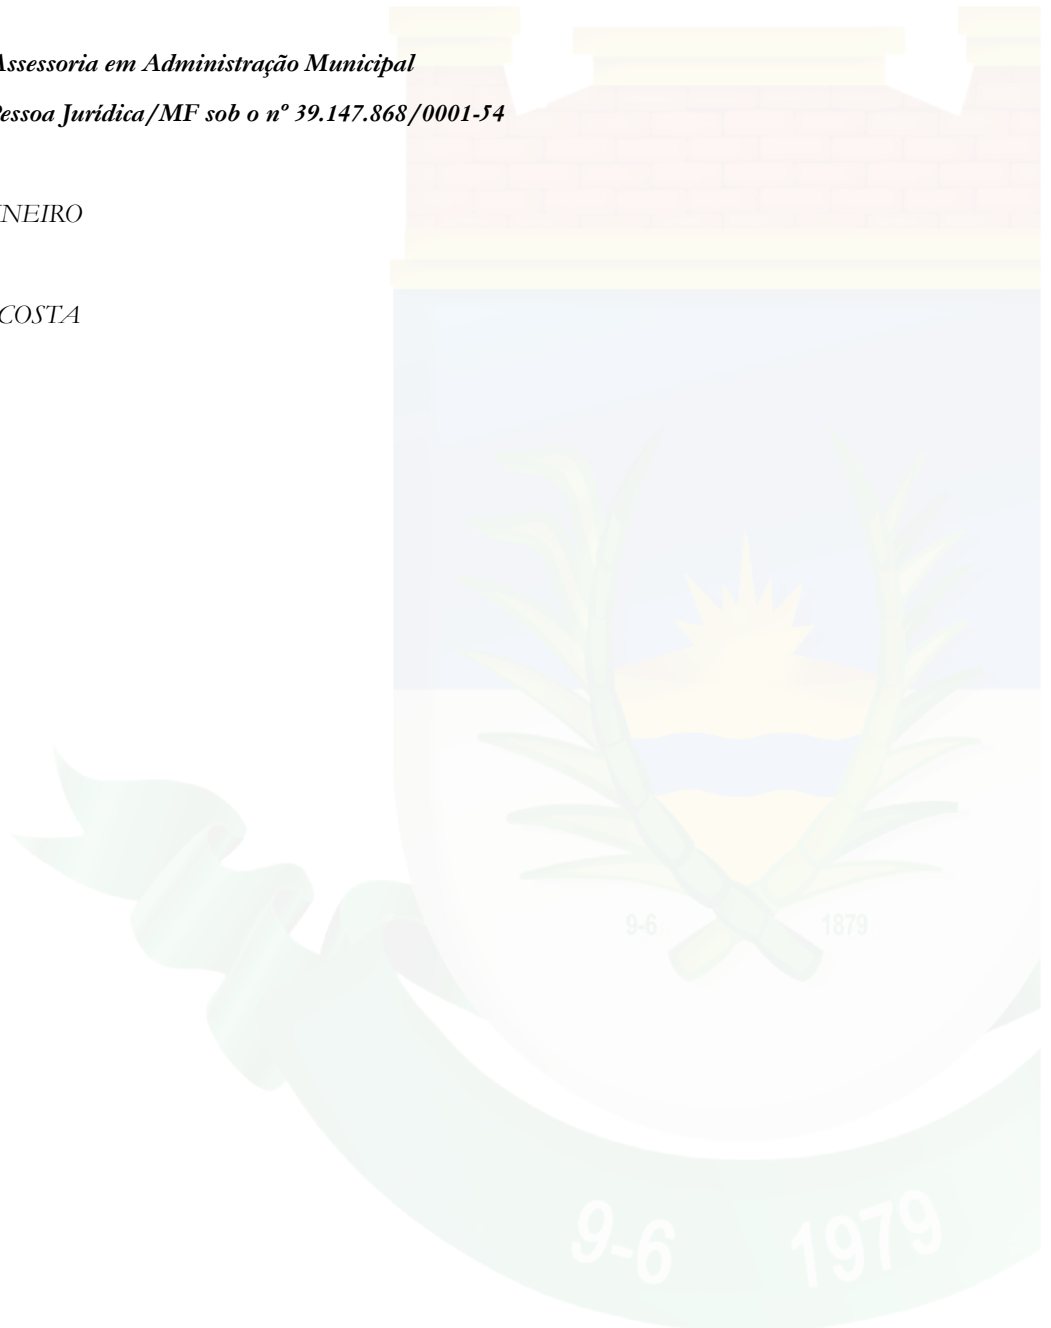 Assessoria em Administração Municipal
Pessoa Jurídica/MF sob o nº 39.147.868/0001-54
NEIRO
COSTA
9-6 1879
9-6 1979